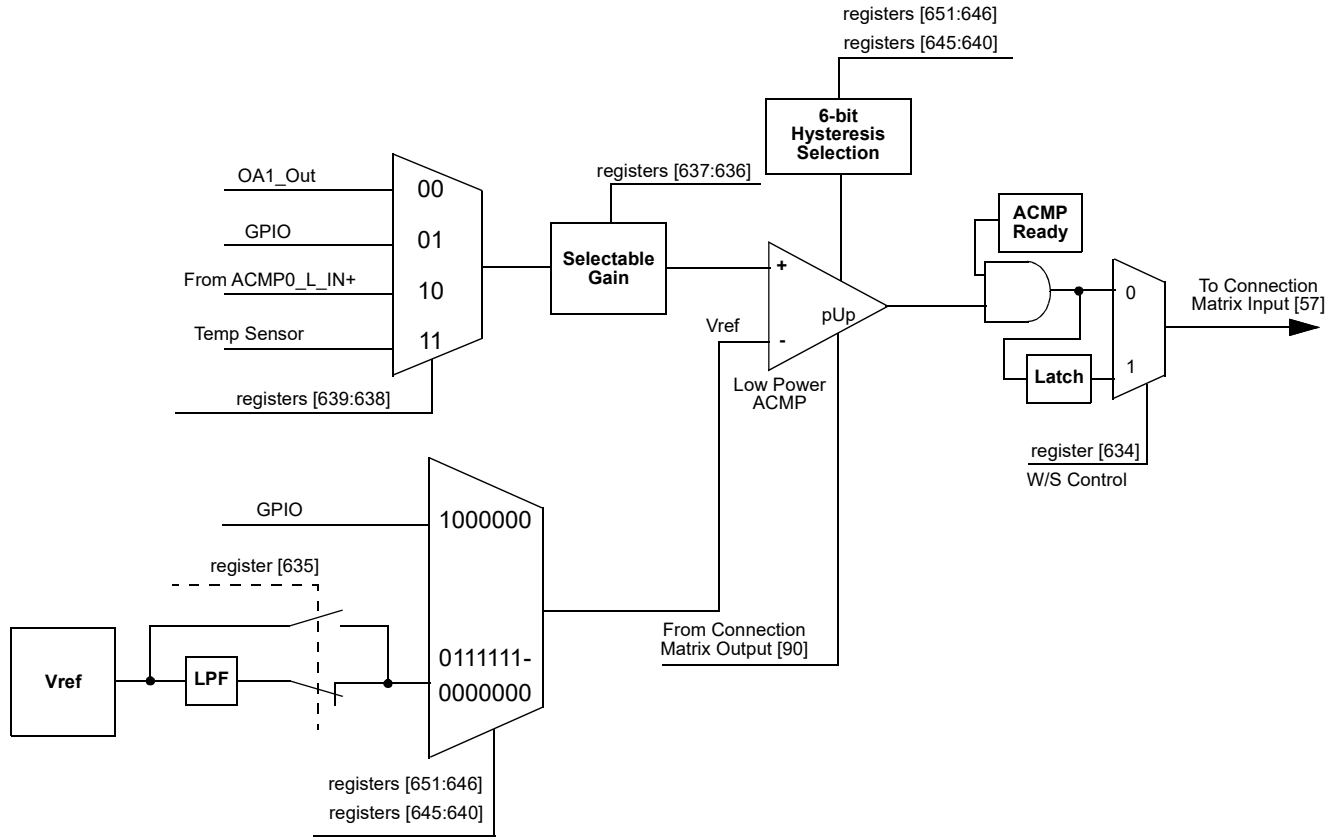 registers [651:646]
registers [645:640]
6-bit
Hysteresis
Selection
registers [637:636]
OA1_Out
00
GPIO
01
From ACMP0_L_IN+
10
Temp Sensor
11
registers [639:638]
Selectable
Gain
+
Vref
-
pUp
Low Power
ACMP
ACMP
Ready
0
1
Latch
To Connection
Matrix Input [57]
register [634]
W/S Control
GPIO
1000000
register [635]
Vref
LPF
0111111-
0000000
From Connection
Matrix Output [90]
registers [651:646]
registers [645:640]